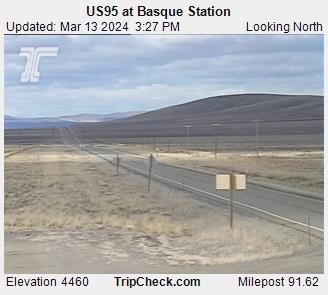 US95 at Basque Station
Updated: Mar 13 2024 3:27 PM Looking North
Elevation 4460 TripCheck.com Milepost 91.62